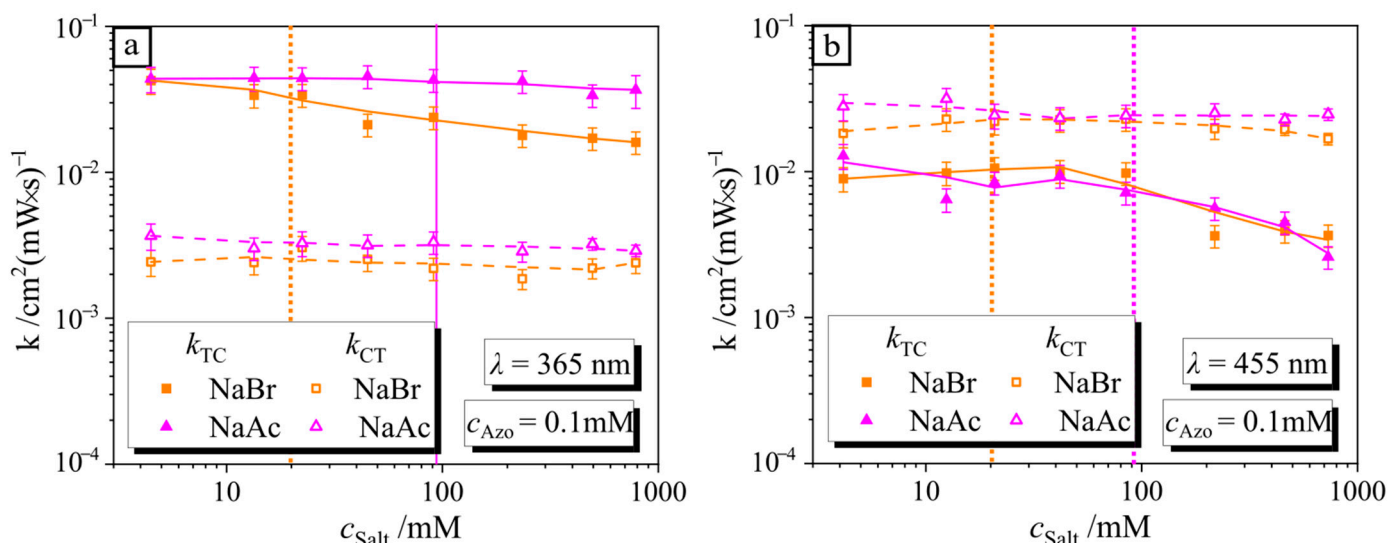 a
k /cm²(mW×s)⁻¹
10⁻¹
10⁻²
10⁻³
10⁻⁴
k_TC k_CT
NaBr NaBr
NaAc NaAc
λ = 365 nm
c_Azo = 0.1mM
10 100 1000
c_Salt /mM
b
k /cm²(mW×s)⁻¹
10⁻¹
10⁻²
10⁻³
10⁻⁴
k_TC k_CT
NaBr NaBr
NaAc NaAc
λ = 455 nm
c_Azo = 0.1mM
10 100 1000
c_Salt /mM